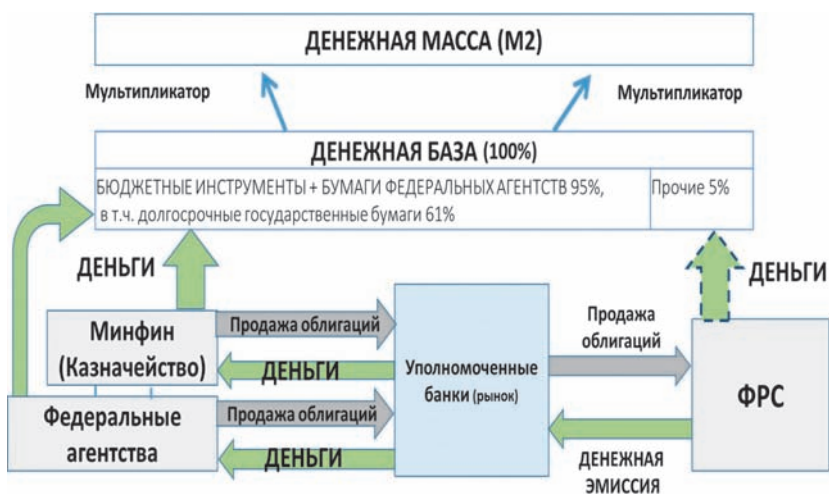 ДЕНЕЖНАЯ МАССА (М2)
Мультипликатор
Мультипликатор
ДЕНЕЖНАЯ БАЗА (100%)
БЮДЖЕТНЫЕ ИНСТРУМЕНТЫ + БУМАГИ ФЕДЕРАЛЬНЫХ АГЕНТСТВ 95%,
в т.ч. долгосрочные государственные бумаги 61%
Прочие 5%
ДЕНЬГИ
ДЕНЬГИ
Минфин
(Казначейство)
Продажа облигаций
ДЕНЬГИ
Федеральные
агентства
Продажа облигаций
ДЕНЬГИ
Уполномоченные
банки (рынок)
Продажа
облигаций
ДЕНЕЖНАЯ
ЭМИССИЯ
ФРС